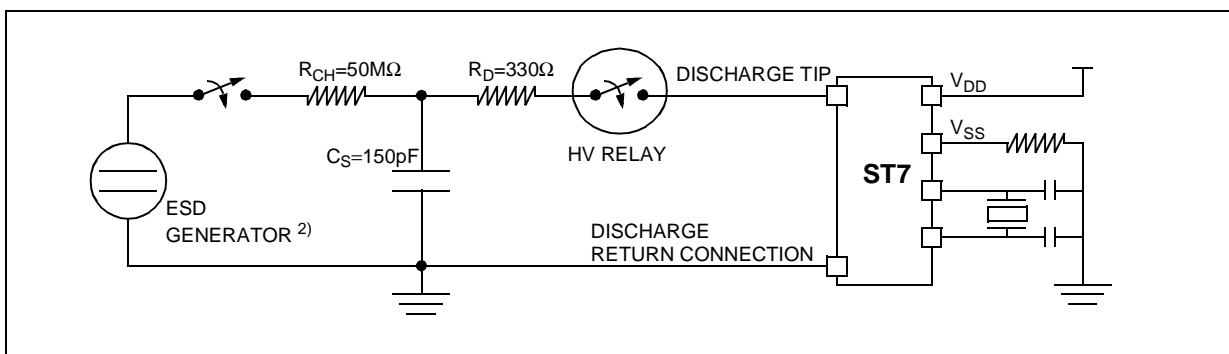 R_CH=50MΩ
R_D=330Ω
DISCHARGE TIP
V_DD
C_S=150pF
HV RELAY
V_SS
ST7
ESD
GENERATOR 2)
DISCHARGE
RETURN CONNECTION